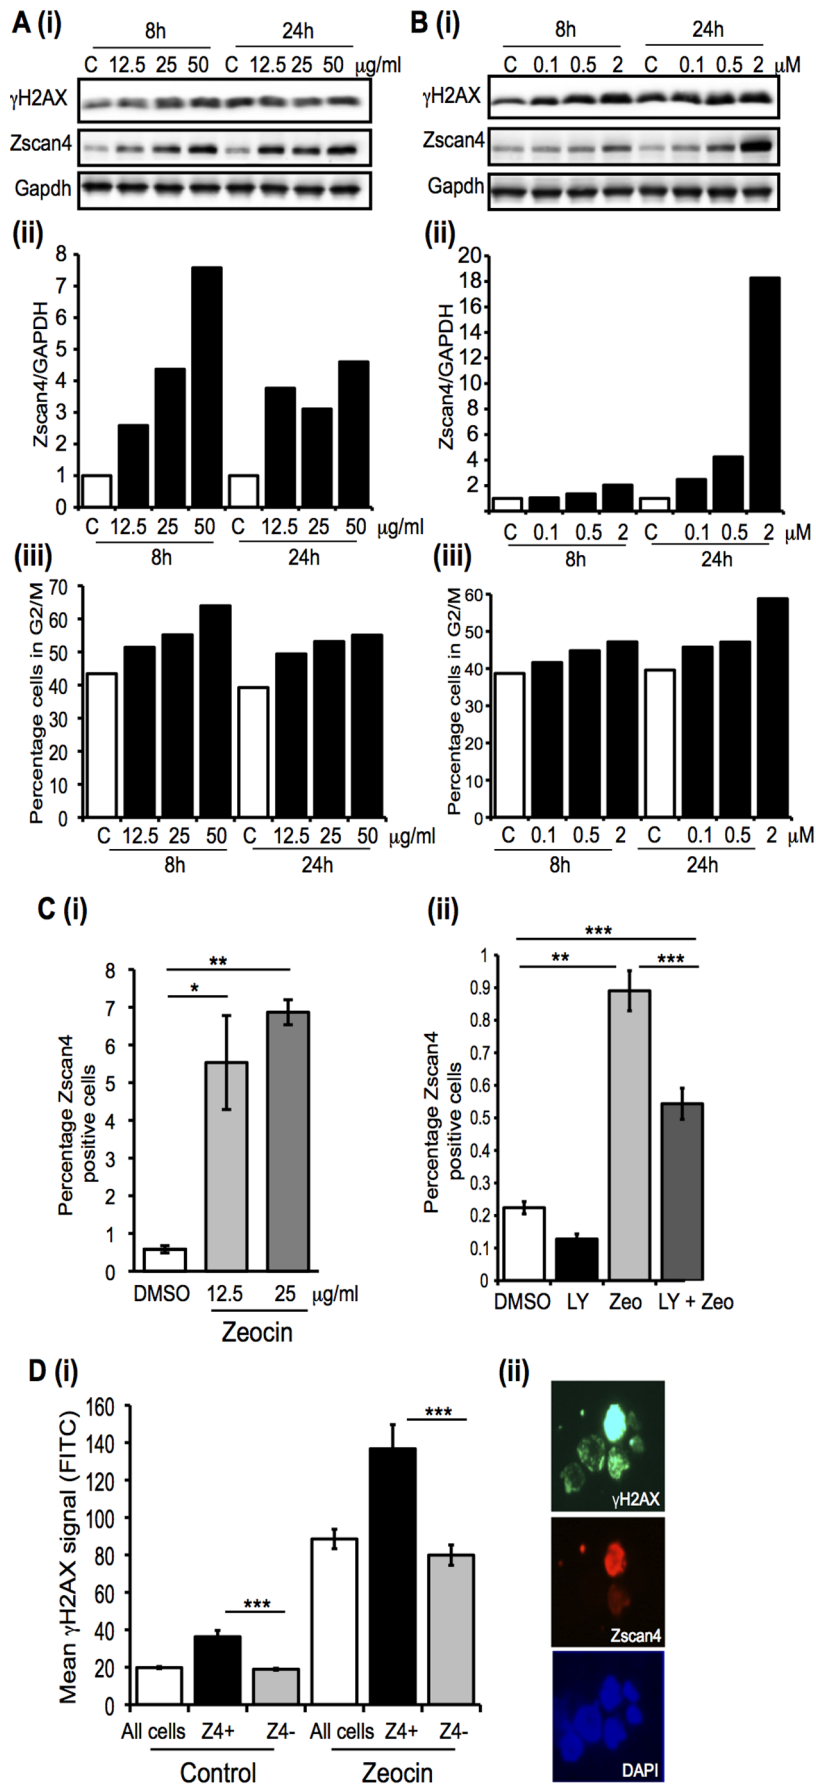 A (i)
8h 24h
C 12.5 25 50 C 12.5 25 50 μg/ml
γH2AX
Zscan4
Gapdh
B (i)
8h 24h
C 0.1 0.5 2 C 0.1 0.5 2 μM
γH2AX
Zscan4
Gapdh
(ii)
Zscan4/GAPDH
8
7
6
5
4
3
2
1
0
C 12.5 25 50 C 12.5 25 50 μg/ml
8h 24h
(ii)
Zscan4/GAPDH
20
18
16
14
12
10
8
6
4
2
C 0.1 0.5 2 C 0.1 0.5 2 μM
8h 24h
(iii)
Percentage cells in G2/M
70
60
50
40
30
20
10
0
C 12.5 25 50 C 12.5 25 50 μg/ml
8h 24h
(iii)
Percentage cells in G2/M
60
50
40
30
20
10
0
C 0.1 0.5 2 C 0.1 0.5 2 μM
8h 24h
C (i)
Percentage Zscan4
positive cells
8
7
6
5
4
3
2
1
0
**
*
DMSO 12.5 25 μg/ml
Zeocin
(ii)
Percentage Zscan4
positive cells
1
0.9
0.8
0.7
0.6
0.5
0.4
0.3
0.2
0.1
0
***
** ***
DMSO LY Zeo LY + Zeo
D (i)
Mean γH2AX signal (FITC)
160
140
120
100
80
60
40
20
0
***
***
All cells Z4+ Z4- All cells Z4+ Z4-
Control Zeocin
(ii)
γH2AX
Zscan4
DAPI